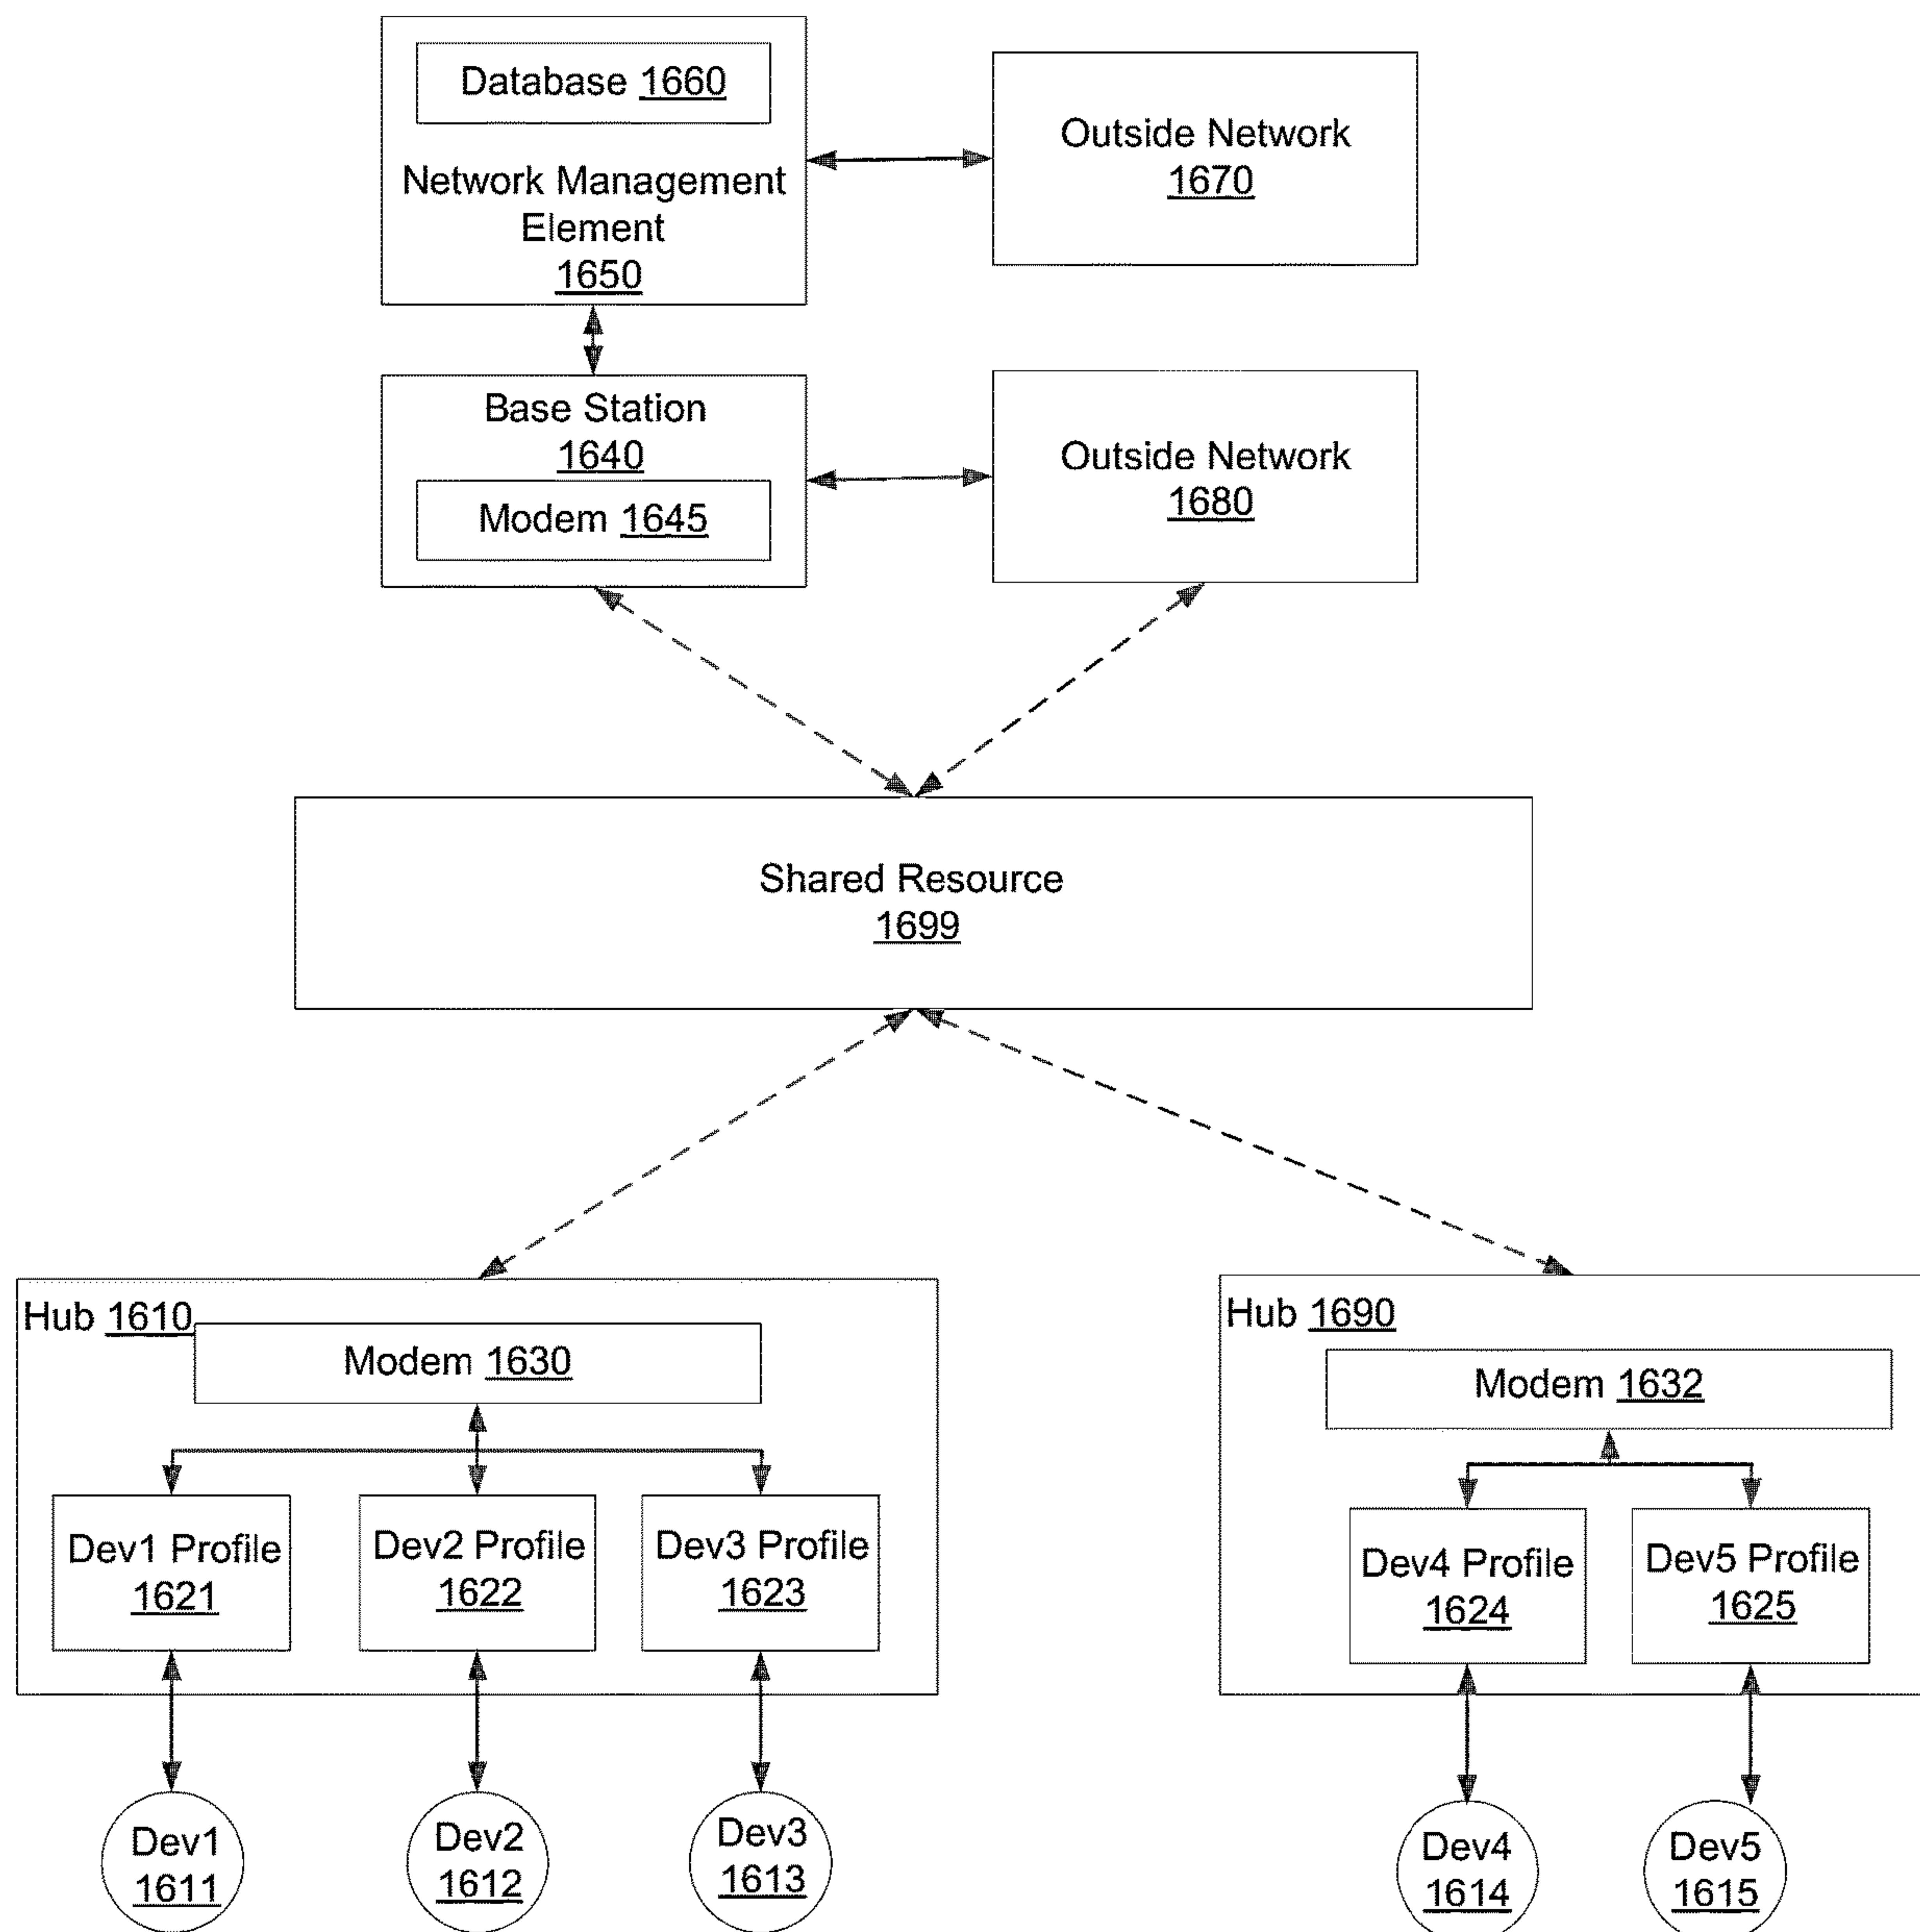 Database 1660
Network Management
Element
1650
Outside Network
1670
Base Station
1640
Modem 1645
Outside Network
1680
Shared Resource
1699
Hub 1610
Modem 1630
Dev1 Profile
1621
Dev2 Profile
1622
Dev3 Profile
1623
Hub 1690
Modem 1632
Dev4 Profile
1624
Dev5 Profile
1625
Dev1
1611
Dev2
1612
Dev3
1613
Dev4
1614
Dev5
1615